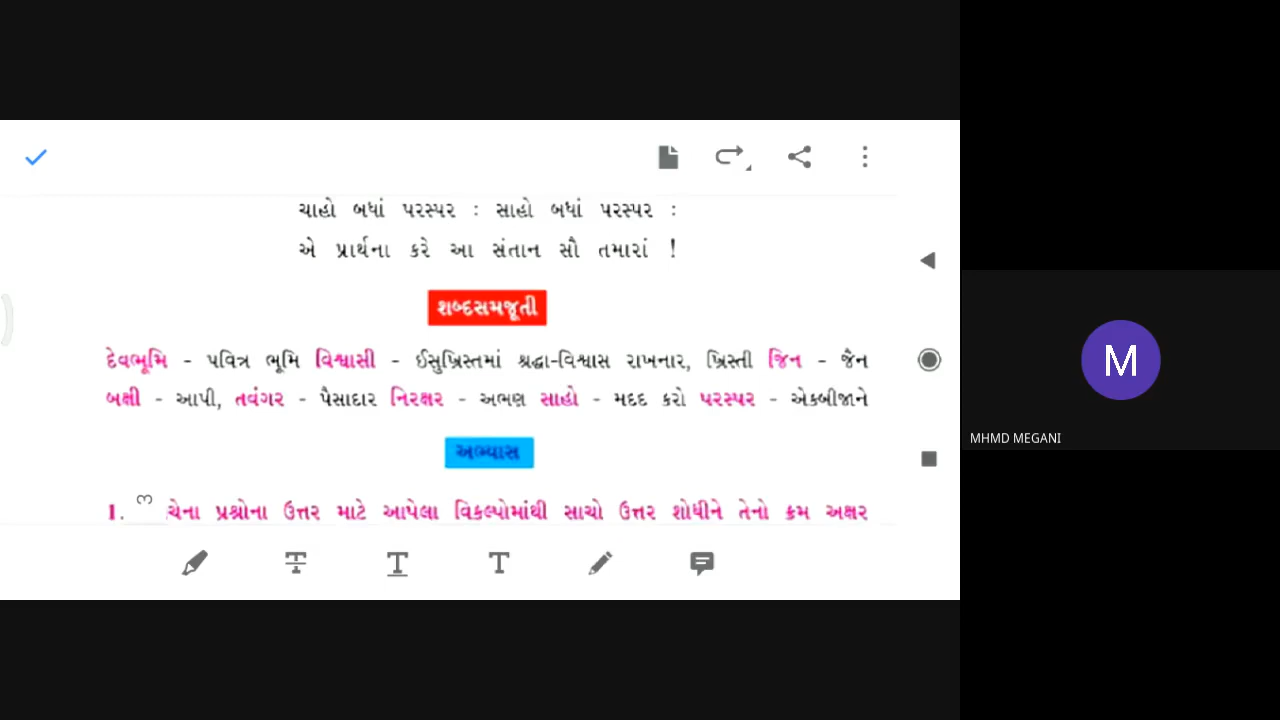 ચાહો બધાં પરસ્પર : સાહો બધાં પરસ્પર :
એ પ્રાર્થના કરે આ સંતાન સૌ તમારાં !
શબ્દસમજૂતી
દેવભૂમિ - પવિત્ર ભૂમિ વિશ્વાસી - ઈસુખ્રિસ્તમાં શ્રદ્ધા-વિશ્વાસ રાખનાર, ખ્રિસ્તી જિન - જૈન
બક્ષી - આપી, તવંગર - પૈસાદાર નિરક્ષર - અભણ સાહો - મદદ કરો પરસ્પર - એકબીજાને
અભ્યાસ
1. ચેના પ્રશ્નોના ઉત્તર માટે આપેલા વિકલ્પોમાંથી સાચો ઉત્તર શોધીને તેનો ક્રમ અક્ષર
T T T
M
MHMD MEGANI